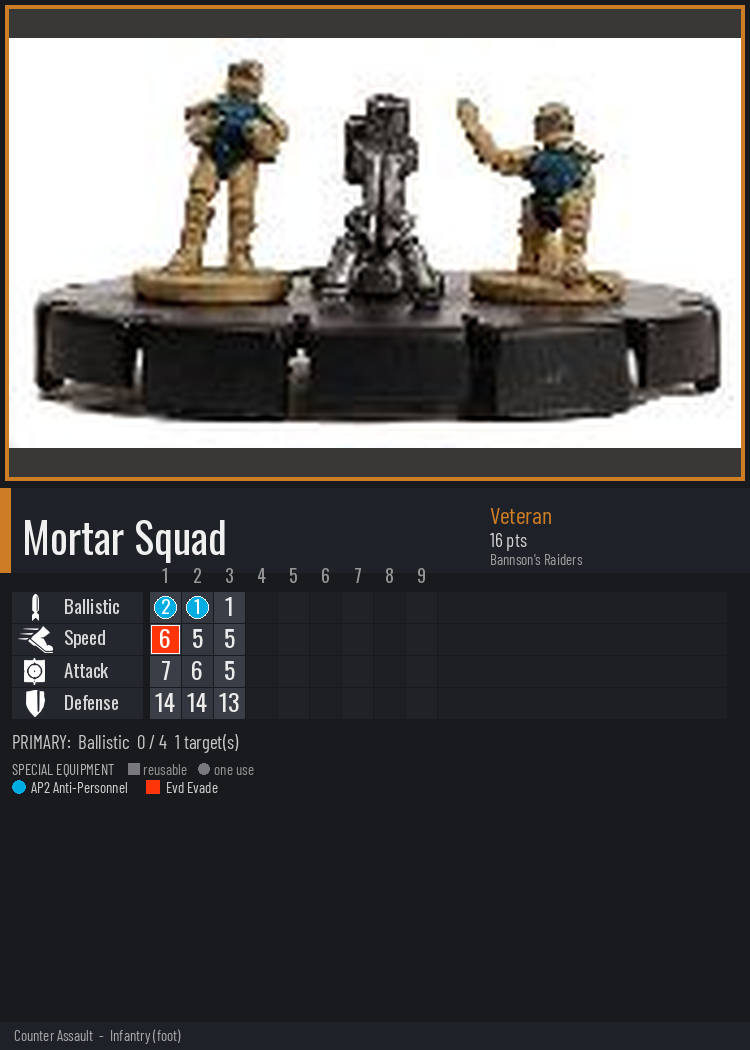 Mortar Squad
Veteran
16 pts
Bannson's Raiders
1 2 3 4 5 6 7 8 9
Ballistic 2 1 1
Speed 6 5 5
Attack 7 6 5
Defense 14 14 13
PRIMARY: Ballistic 0 / 4 1 target(s)
SPECIAL EQUIPMENT reusable one use
AP2 Anti-Personnel Evd Evade
Counter Assault - Infantry (foot)